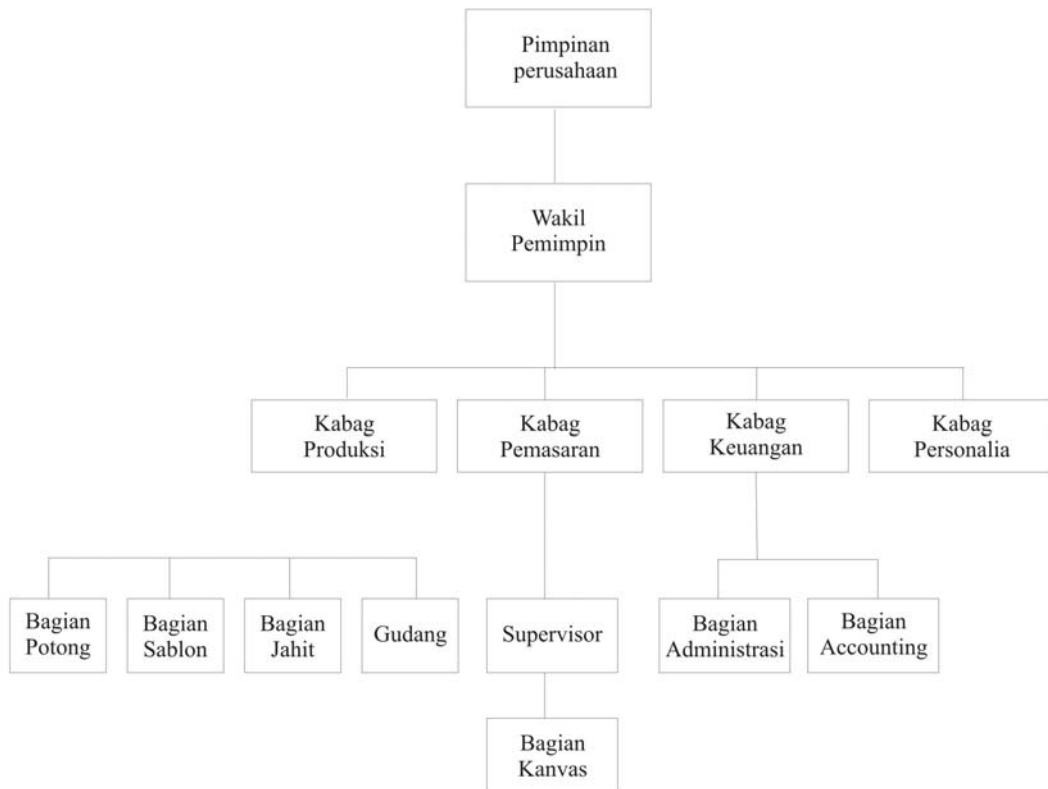 Pimpinan
perusahaan
Wakil
Pemimpin
Kabag
Produksi
Kabag
Pemasaran
Kabag
Keuangan
Kabag
Personalia
Bagian
Potong
Bagian
Sablon
Bagian
Jahit
Gudang
Supervisor
Bagian
Administrasi
Bagian
Accounting
Bagian
Kanvas